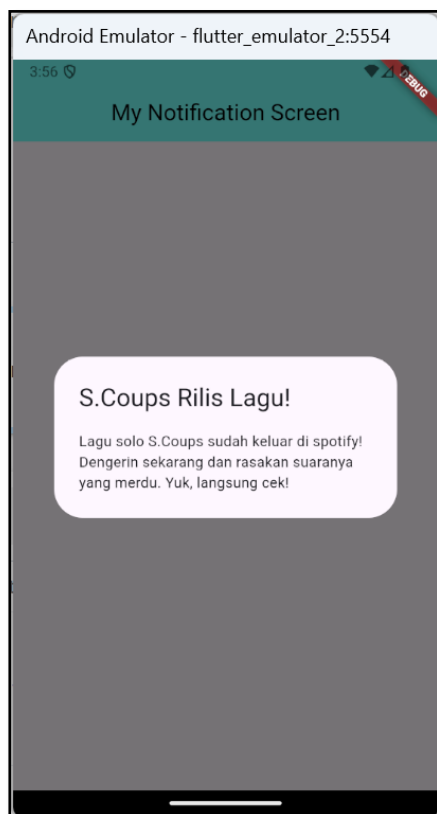 Android Emulator - flutter_emulator_2:5554
3:56
DEBUG
My Notification Screen
S.Coups Rilis Lagu!
Lagu solo S.Coups sudah keluar di spotify!
Dengerin sekarang dan rasakan suaranya
yang merdu. Yuk, langsung cek!